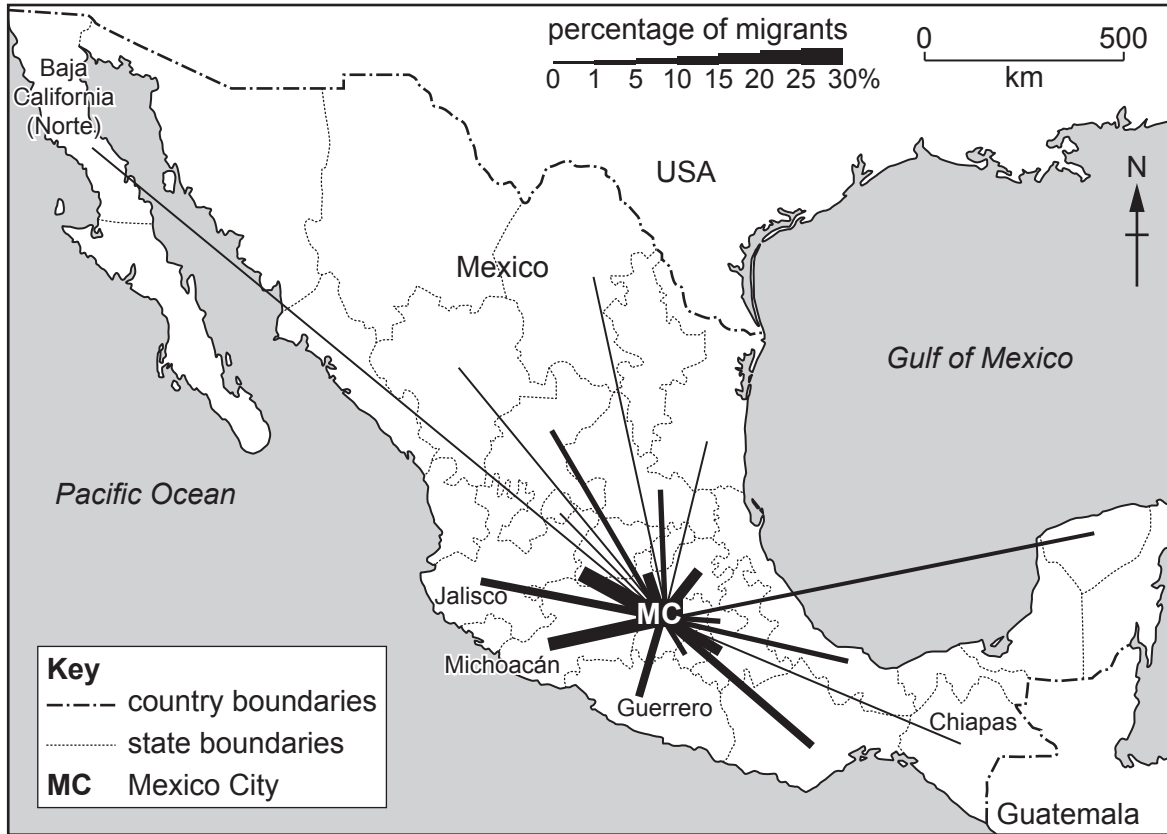 percentage of migrants
0 1 5 10 15 20 25 30%
0 500
km
Baja
California
(Norte)
USA
N
Mexico
Gulf of Mexico
Pacific Ocean
Jalisco
MC
Michoacán
Guerrero
Chiapas
Guatemala
Key
country boundaries
state boundaries
MC Mexico City